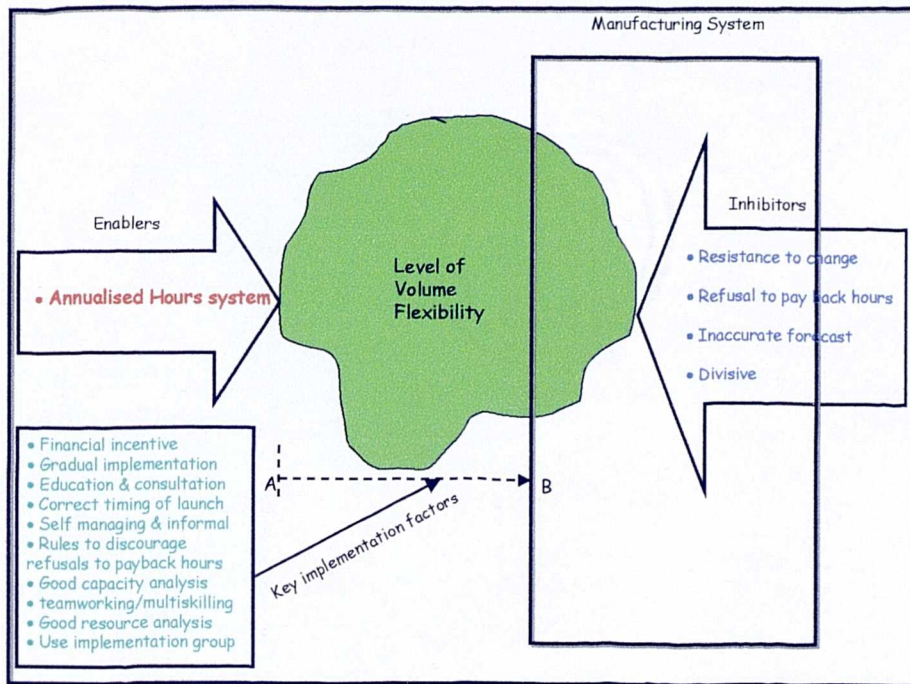 Manufacturing System
Enablers
• Annualised Hours system
Level of
Volume
Flexibility
Inhibitors
• Resistance to change
• Refusal to pay back hours
• Inaccurate forecast
• Divisive
• Financial incentive
• Gradual implementation
• Education & consultation
• Correct timing of launch
• Self managing & informal
• Rules to discourage
refusals to payback hours
• Good capacity analysis
• teamworking/multiskilling
• Good resource analysis
• Use implementation group
A
B
Key implementation factors